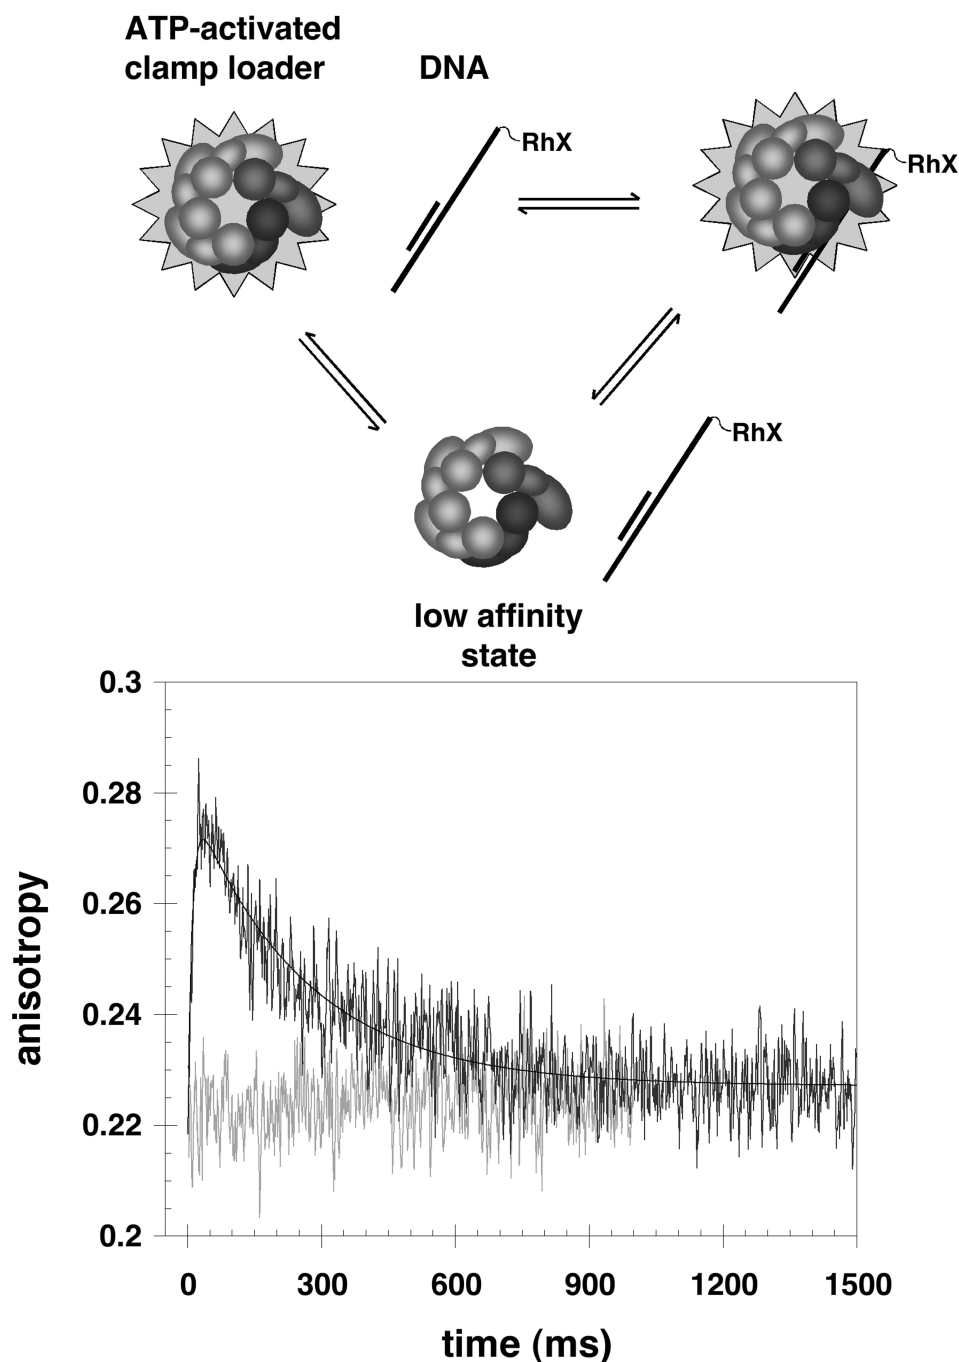 ATP-activated
clamp loader
DNA
RhX
RhX
RhX
low affinity
state
0.3
0.28
0.26
0.24
0.22
0.2
anisotropy
0 300 600 900 1200 1500
time (ms)